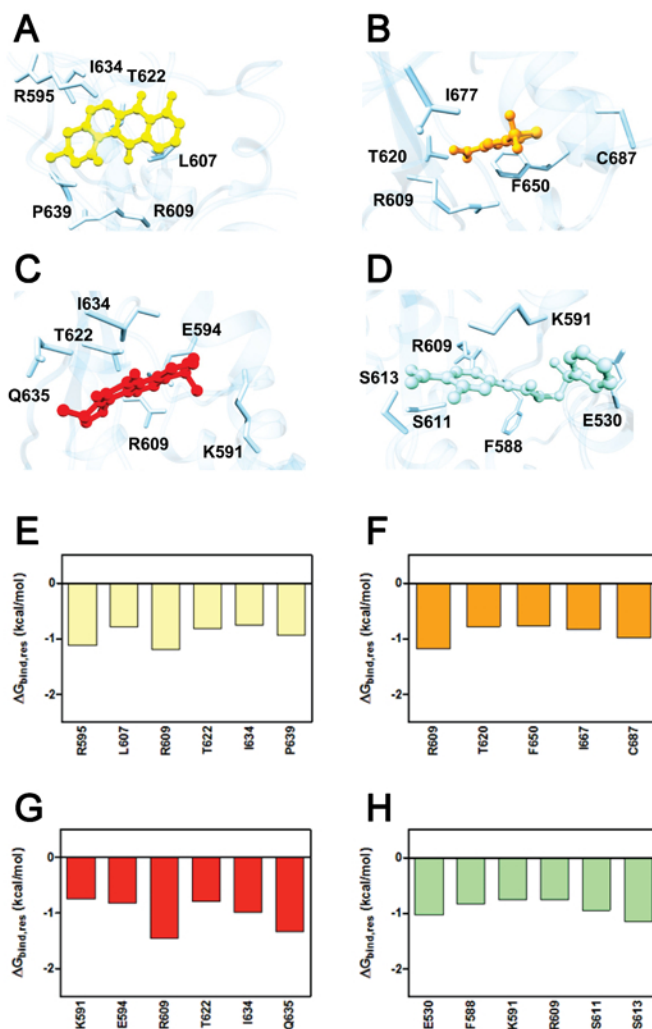 A
I634
T622
R595
L607
P639
R609
B
I677
T620
C687
F650
R609
C
I634
T622
E594
Q635
R609
K591
D
K591
R609
S613
S611
E530
F588
E
ΔGbind,res (kcal/mol)
0
-1
-2
R595
L607
R609
T622
I634
P639
F
ΔGbind,res (kcal/mol)
0
-1
-2
R609
T620
F650
I667
C687
G
ΔGbind,res (kcal/mol)
0
-1
-2
K591
E594
R609
T622
I634
Q635
H
ΔGbind,res (kcal/mol)
0
-1
-2
E530
F588
K591
R609
S611
S613